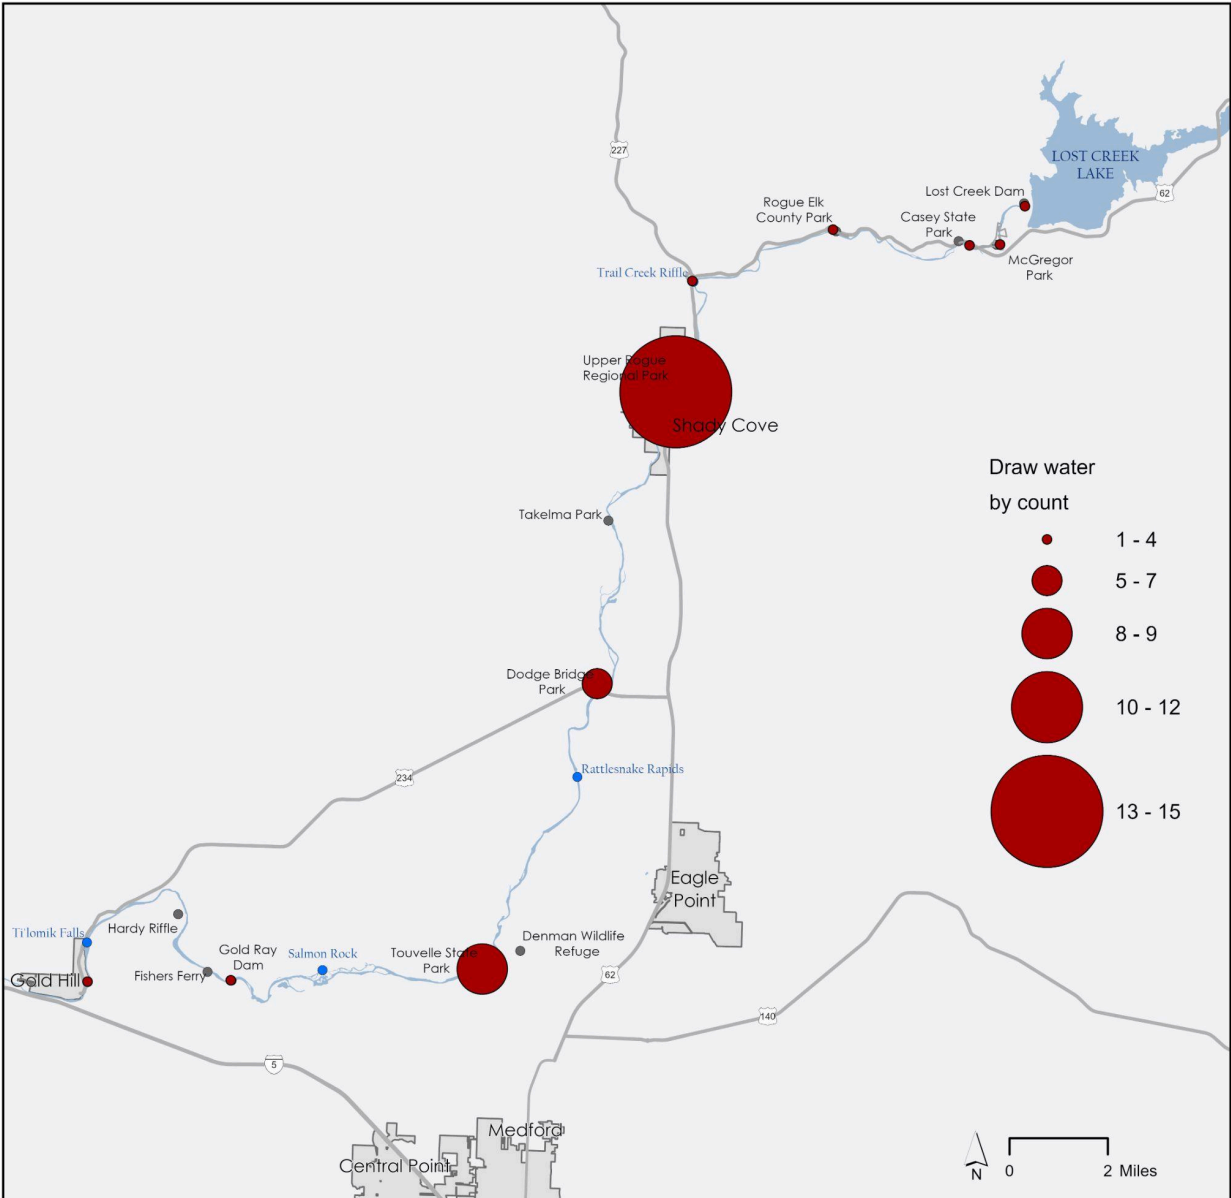 227
LOST CREEK
LAKE
62
Lost Creek Dam
Rogue Elk
County Park
Casey State
Park
McGregor
Park
Trail Creek Riffle
Upper Rogue
Regional Park
Shady Cove
Draw water
by count
1 - 4
5 - 7
8 - 9
10 - 12
13 - 15
Takelma Park
Dodge Bridge
Park
Rattlesnake Rapids
234
Eagle
Point
Hardy Riffle
Ti'lomik Falls
Gold Hill
Fishers Ferry
Gold Ray
Dam
Salmon Rock
Touvelle State
Park
Denman Wildlife
Refuge
62
140
5
Medford
Central Point
N
0
2 Miles